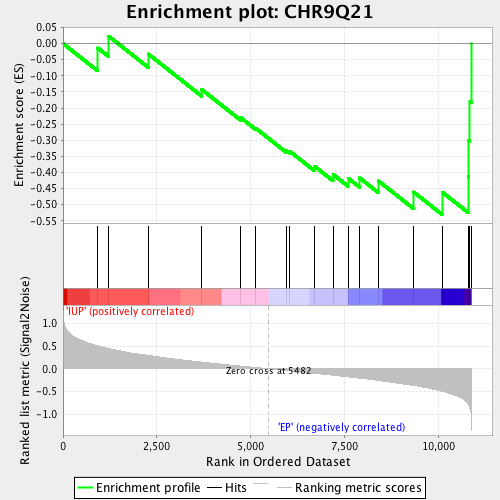 Enrichment plot: CHR9Q21
Enrichment score (ES)
0.05
0.00
-0.05
-0.10
-0.15
-0.20
-0.25
-0.30
-0.35
-0.40
-0.45
-0.50
-0.55
'IUP' (positively correlated)
Ranked list metric (Signal2Noise)
1.0
0.5
0.0
-0.5
-1.0
Zero cross at 5482
'EP' (negatively correlated)
0 2,500 5,000 7,500 10,000
Rank in Ordered Dataset
Enrichment profile Hits Ranking metric scores